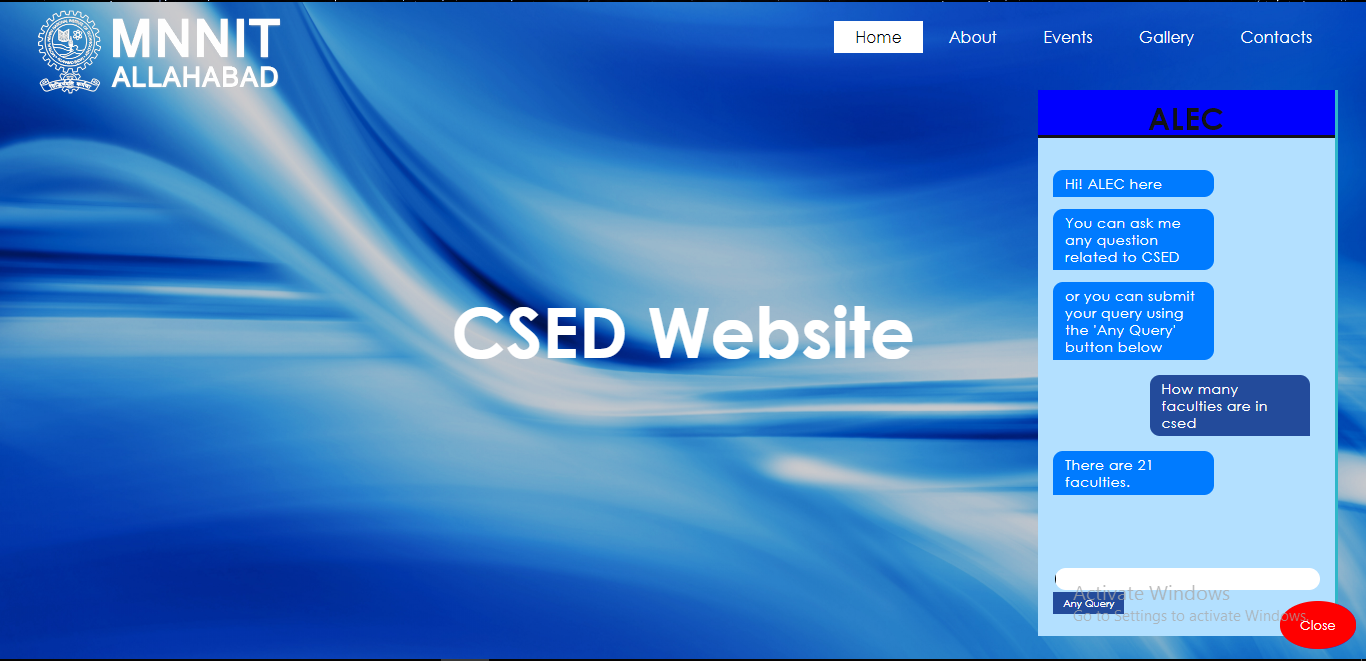 MNNIT
ALLAHABAD
Home
About
Events
Gallery
Contacts
CSED Website
ALEC
Hi! ALEC here
You can ask me
any question
related to CSED
or you can submit
your query using
the 'Any Query'
button below
How many
faculties are in
csed
There are 21
faculties.
Activate Windows
Any Query
Go to Settings to activate Windows.
Close